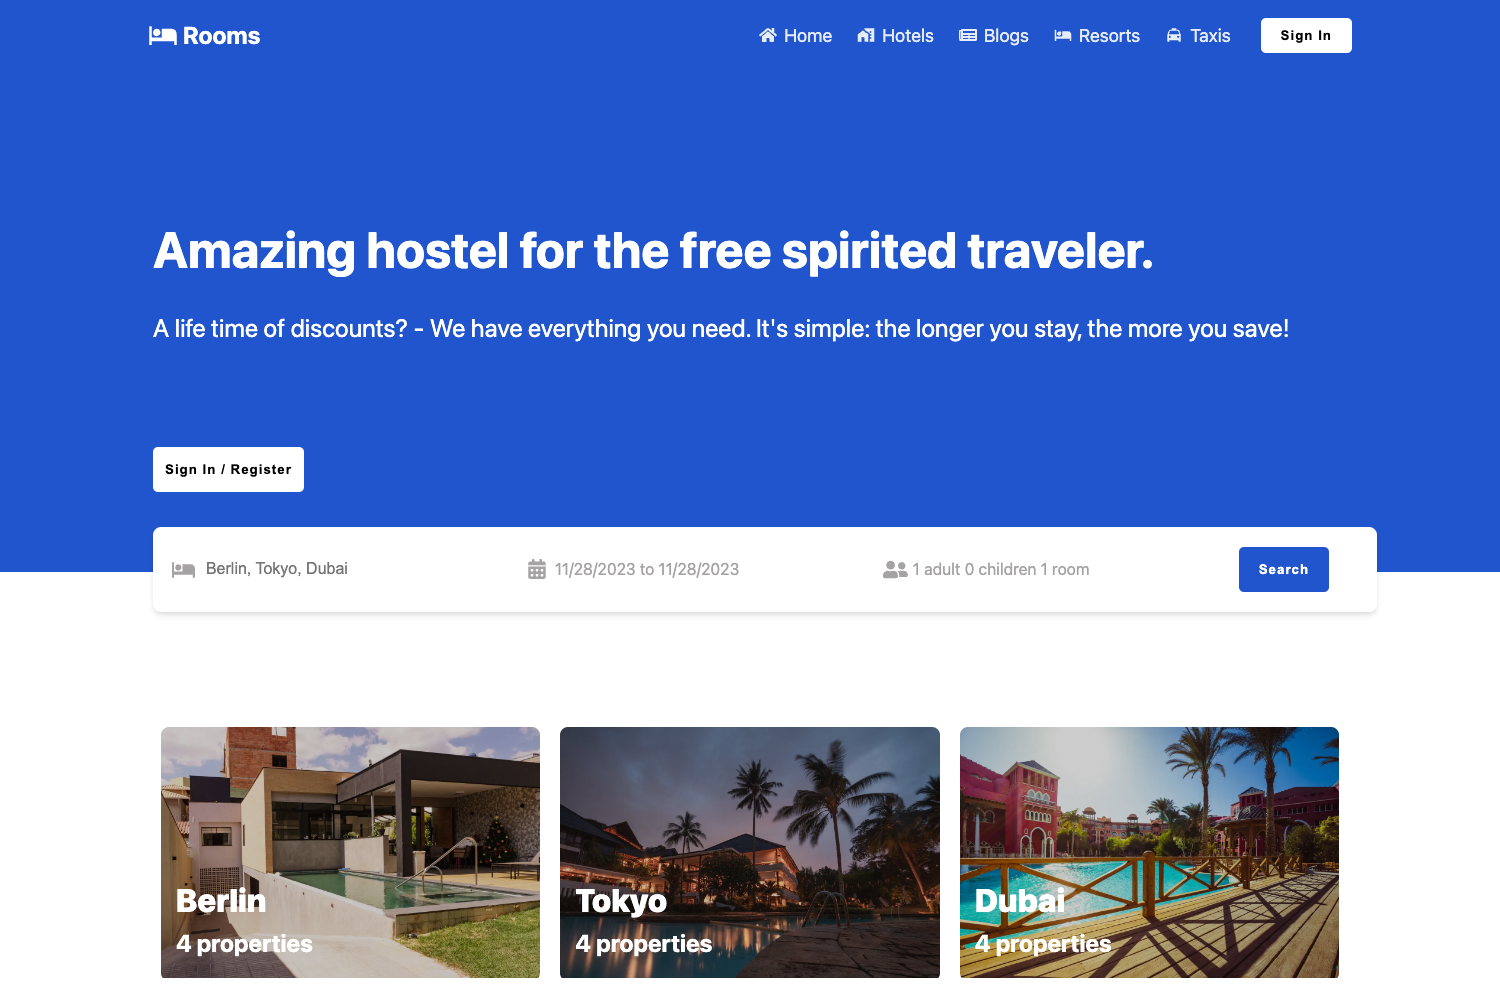 Rooms
Home
Hotels
Blogs
Resorts
Taxis
Sign In
Amazing hostel for the free spirited traveler.
A life time of discounts? - We have everything you need. It's simple: the longer you stay, the more you save!
Sign In / Register
Berlin, Tokyo, Dubai
11/28/2023 to 11/28/2023
1 adult 0 children 1 room
Search
Berlin
4 properties
Tokyo
4 properties
Dubai
4 properties